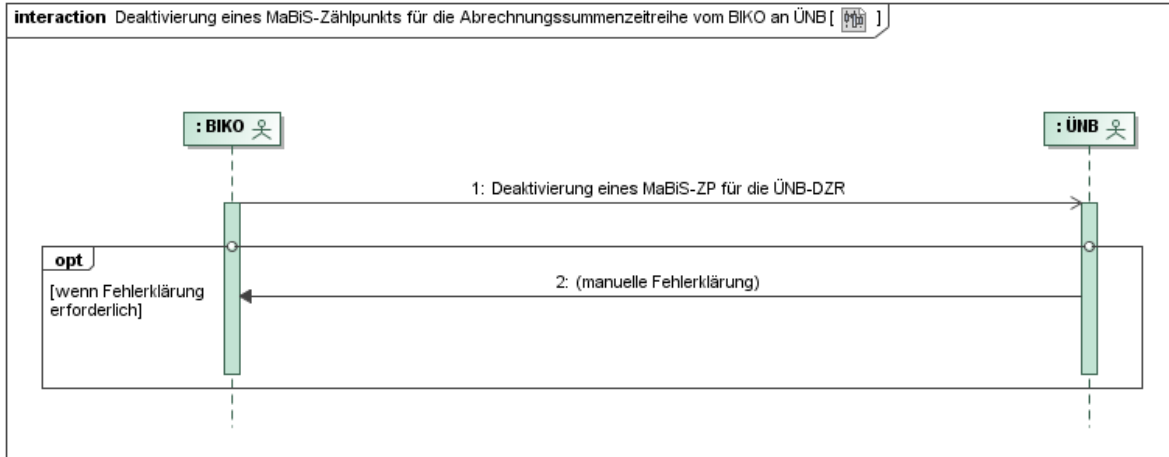 interaction Deaktivierung eines MaBiS-Zählpunkts für die Abrechnungssummenzeitreihe vom BIKO an ÜNB [ ]
: BIKO
: ÜNB
1: Deaktivierung eines MaBiS-ZP für die ÜNB-DZR
opt
[wenn Fehlerklärung
erforderlich]
2: (manuelle Fehlerklärung)